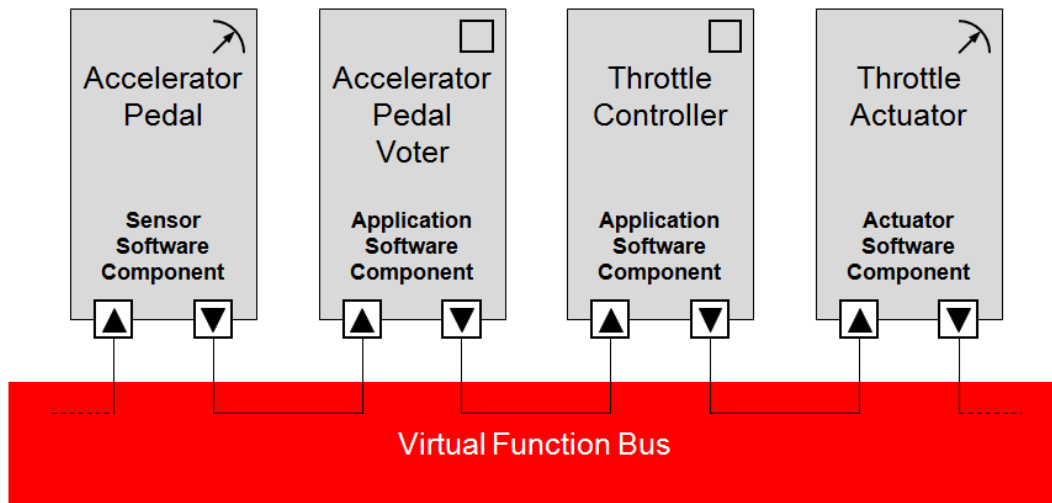 Accelerator
Pedal
Sensor
Software
Component
Accelerator
Pedal
Voter
Application
Software
Component
Throttle
Controller
Application
Software
Component
Throttle
Actuator
Actuator
Software
Component
Virtual Function Bus